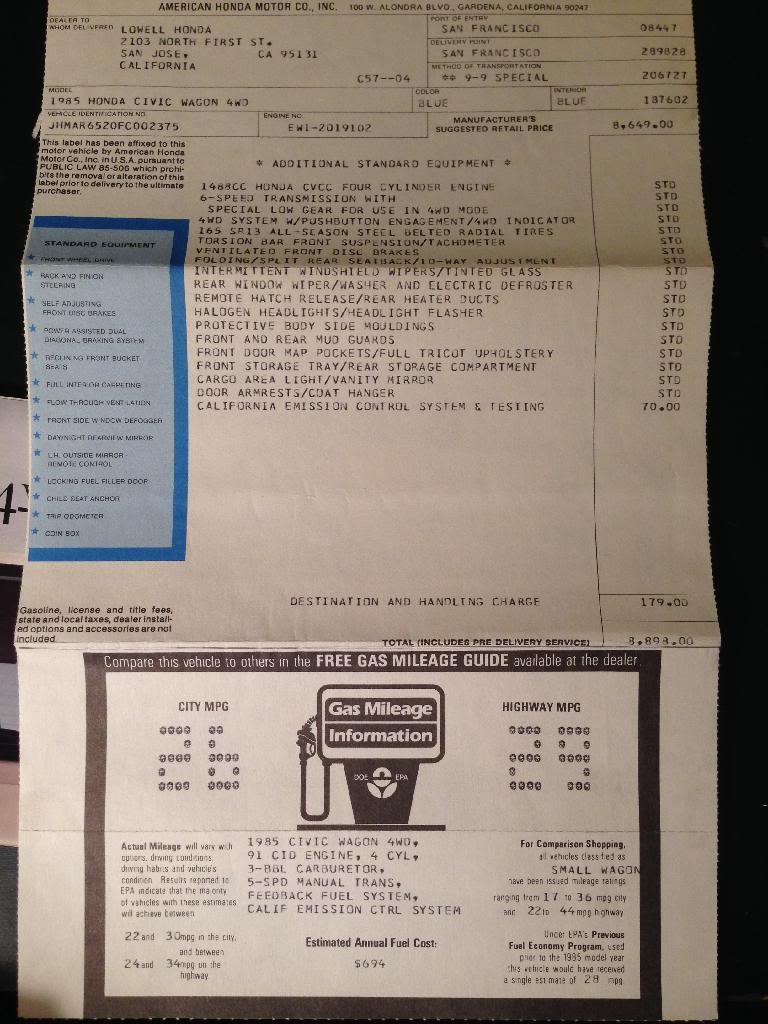 AMERICAN HONDA MOTOR CO., INC. 100 W. ALONDRA BLVD., GARDENA, CALIFORNIA 90247
DEALER TO WHOM DELIVERED
LOWELL HONDA
2103 NORTH FIRST ST.
SAN JOSE, CA 95131
CALIFORNIA
C57--04
PORT OF ENTRY
SAN FRANCISCO 08447
DELIVERY POINT
SAN FRANCISCO 289828
METHOD OF TRANSPORTATION
** 9-9 SPECIAL 206727
MODEL
1985 HONDA CIVIC WAGON 4WD
COLOR
BLUE
INTERIOR
BLUE 187602
VEHICLE IDENTIFICATION NO.
JHMAR6520FC002375
ENGINE NO.
EW1-2019102
MANUFACTURER'S
SUGGESTED RETAIL PRICE 8,649.00
This label has been affixed to this
motor vehicle by American Honda
Motor Co., Inc. in U.S.A. pursuant to
PUBLIC LAW 85-506 which prohi-
bits the removal or alteration of this
label prior to delivery to the ultimate
purchaser.
* ADDITIONAL STANDARD EQUIPMENT *
1488CC HONDA CVCC FOUR CYLINDER ENGINE STD
6-SPEED TRANSMISSION WITH STD
SPECIAL LOW GEAR FOR USE IN 4WD MODE STD
4WD SYSTEM W/PUSHBUTTON ENGAGEMENT/4WD INDICATOR STD
165 SR13 ALL-SEASON STEEL BELTED RADIAL TIRES STD
TORSION BAR FRONT SUSPENSION/TACHOMETER STD
VENTILATED FRONT DISC BRAKES STD
FOLDING/SPLIT REAR SEATBACK/10-WAY ADJUSTMENT STD
INTERMITTENT WINDSHIELD WIPERS/TINTED GLASS STD
REAR WINDOW WIPER/WASHER AND ELECTRIC DEFROSTER STD
REMOTE HATCH RELEASE/REAR HEATER DUCTS STD
HALOGEN HEADLIGHTS/HEADLIGHT FLASHER STD
PROTECTIVE BODY SIDE MOULDINGS STD
FRONT AND REAR MUD GUARDS STD
FRONT DOOR MAP POCKETS/FULL TRICOT UPHOLSTERY STD
FRONT STORAGE TRAY/REAR STORAGE COMPARTMENT STD
CARGO AREA LIGHT/VANITY MIRROR STD
DOOR ARMRESTS/COAT HANGER STD
CALIFORNIA EMISSION CONTROL SYSTEM & TESTING 70.00
STANDARD EQUIPMENT
FRONT WHEEL DRIVE
RACK AND PINION
STEERING
SELF ADJUSTING
FRONT DISC BRAKES
POWER ASSISTED DUAL
DIAGONAL BRAKING SYSTEM
RECLINING FRONT BUCKET
SEATS
FULL INTERIOR CARPETING
FLOW THROUGH VENTILATION
FRONT SIDE WINDOW DEFOGGER
DAY/NIGHT REARVIEW MIRROR
L.H. OUTSIDE MIRROR -
REMOTE CONTROL
LOCKING FUEL FILLER DOOR
CHILD SEAT ANCHOR
TRIP ODOMETER
COIN BOX
DESTINATION AND HANDLING CHARGE 179.00
Gasoline, license and title fees,
state and local taxes, dealer install-
ed options and accessories are not
included.
TOTAL (INCLUDES PRE DELIVERY SERVICE) 8,898.00
Compare this vehicle to others in the FREE GAS MILEAGE GUIDE available at the dealer.
CITY MPG
Gas Mileage
Information
DOE EPA
HIGHWAY MPG
Actual Mileage will vary with
options, driving conditions,
driving habits and vehicle's
condition. Results reported to
EPA indicate that the majority
of vehicles with these estimates
will achieve between
22 and 30 mpg in the city,
and between
24 and 34 mpg on the
highway.
1985 CIVIC WAGON 4WD,
91 CID ENGINE, 4 CYL,
3-BBL CARBURETOR,
5-SPD MANUAL TRANS,
FEEDBACK FUEL SYSTEM,
CALIF EMISSION CTRL SYSTEM
Estimated Annual Fuel Cost:
$694
For Comparison Shopping,
all vehicles classified as
SMALL WAGON
have been issued mileage ratings
ranging from 17 to 36 mpg city
and 22 to 44 mpg highway.
Under EPA's Previous
Fuel Economy Program, used
prior to the 1985 model year
this vehicle would have received
a single estimate of 28 mpg.